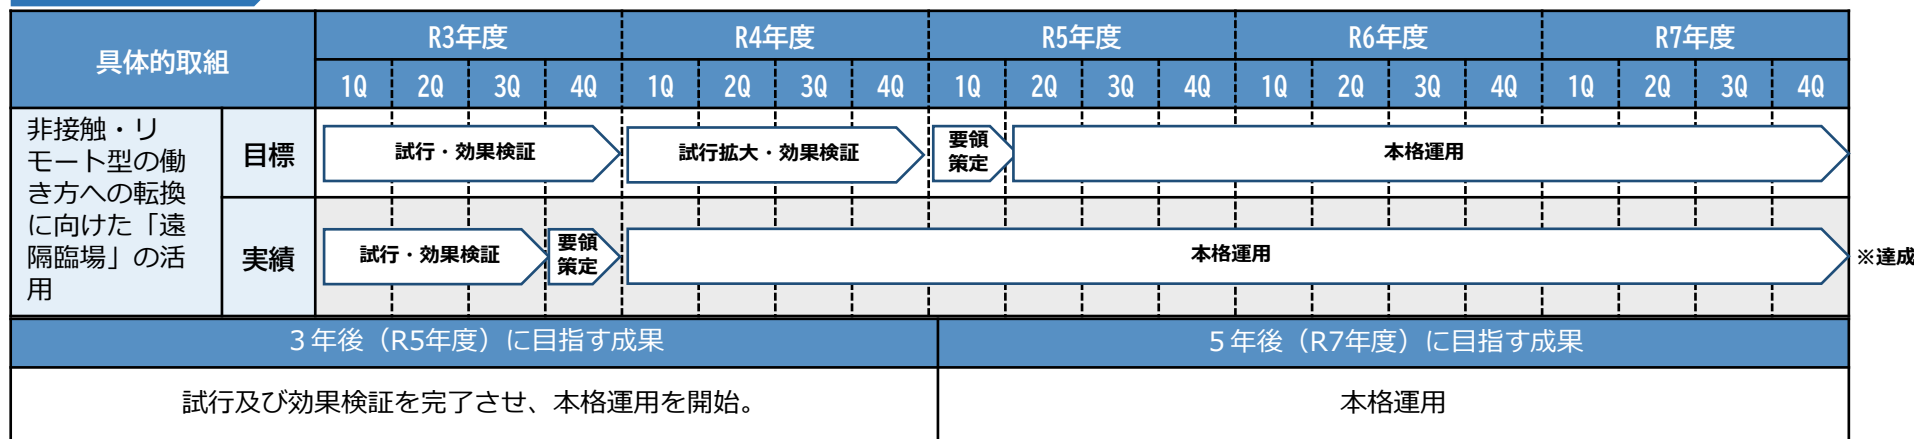 具体的取組
R3年度 R4年度 R5年度 R6年度 R7年度
1Q 2Q 3Q 4Q 1Q 2Q 3Q 4Q 1Q 2Q 3Q 4Q 1Q 2Q 3Q 4Q 1Q 2Q 3Q 4Q
非接触・リ
モート型の働
き方への転換
に向けた「遠
隔臨場」の活
用
目標
試行・効果検証
試行拡大・効果検証
要領
策定
本格運用
実績
試行・効果検証
要領
策定
本格運用
※達成
3年後（R5年度）に目指す成果
5年後（R7年度）に目指す成果
試行及び効果検証を完了させ、本格運用を開始。
本格運用